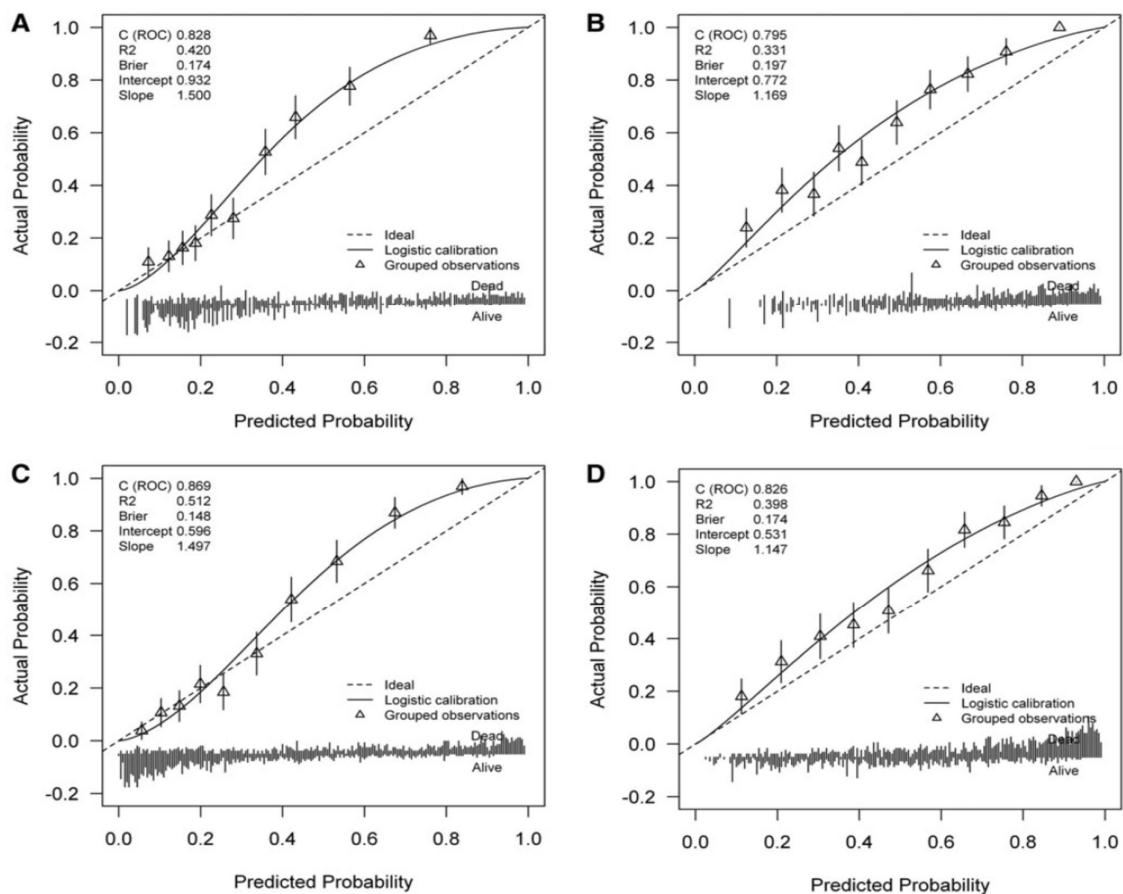 A
C (ROC) 0.828
R2 0.420
Brier 0.174
Intercept 0.932
Slope 1.500
Actual Probability
1.0
0.8
0.6
0.4
0.2
0.0
-0.2
Ideal
Logistic calibration
Grouped observations
Dead
Alive
0.0 0.2 0.4 0.6 0.8 1.0
Predicted Probability
B
C (ROC) 0.795
R2 0.331
Brier 0.197
Intercept 0.772
Slope 1.169
Actual Probability
1.0
0.8
0.6
0.4
0.2
0.0
-0.2
Ideal
Logistic calibration
Grouped observations
Dead
Alive
0.0 0.2 0.4 0.6 0.8 1.0
Predicted Probability
C
C (ROC) 0.869
R2 0.512
Brier 0.148
Intercept 0.596
Slope 1.497
Actual Probability
1.0
0.8
0.6
0.4
0.2
0.0
-0.2
Ideal
Logistic calibration
Grouped observations
Dead
Alive
0.0 0.2 0.4 0.6 0.8 1.0
Predicted Probability
D
C (ROC) 0.826
R2 0.398
Brier 0.174
Intercept 0.531
Slope 1.147
Actual Probability
1.0
0.8
0.6
0.4
0.2
0.0
-0.2
Ideal
Logistic calibration
Grouped observations
Dead
Alive
0.0 0.2 0.4 0.6 0.8 1.0
Predicted Probability